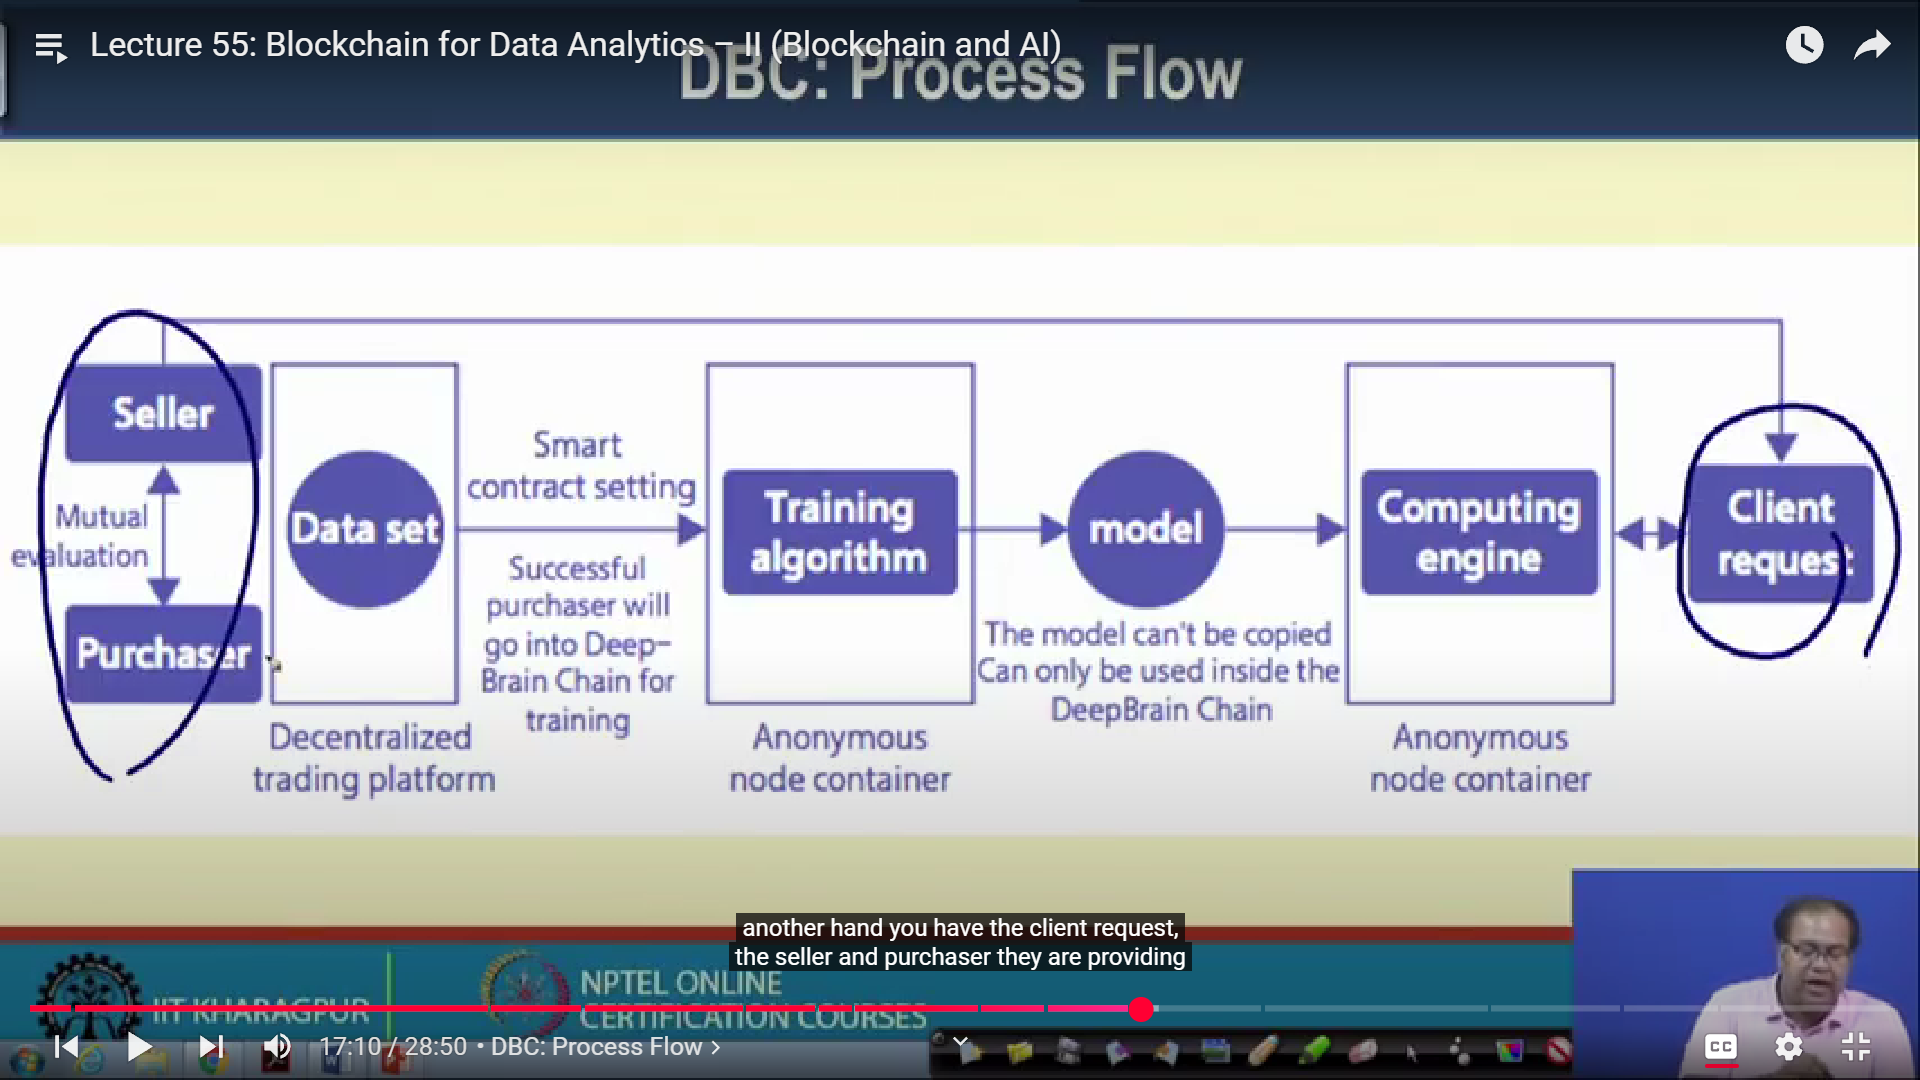 Lecture 55: Blockchain for Data Analytics – II (Blockchain and AI)
DBC: Process Flow
Seller
Mutual
evaluation
Purchaser
Data set
Decentralized
trading platform
Smart
contract setting
Successful
purchaser will
go into Deep-
Brain Chain for
training
Training
algorithm
Anonymous
node container
model
The model can't be copied
Can only be used inside the
DeepBrain Chain
Computing
engine
Anonymous
node container
Client
request
another hand you have the client request,
the seller and purchaser they are providing
IIT KHARAGPUR
NPTEL ONLINE
CERTIFICATION COURSES
17:10 / 28:50 • DBC: Process Flow >
CC